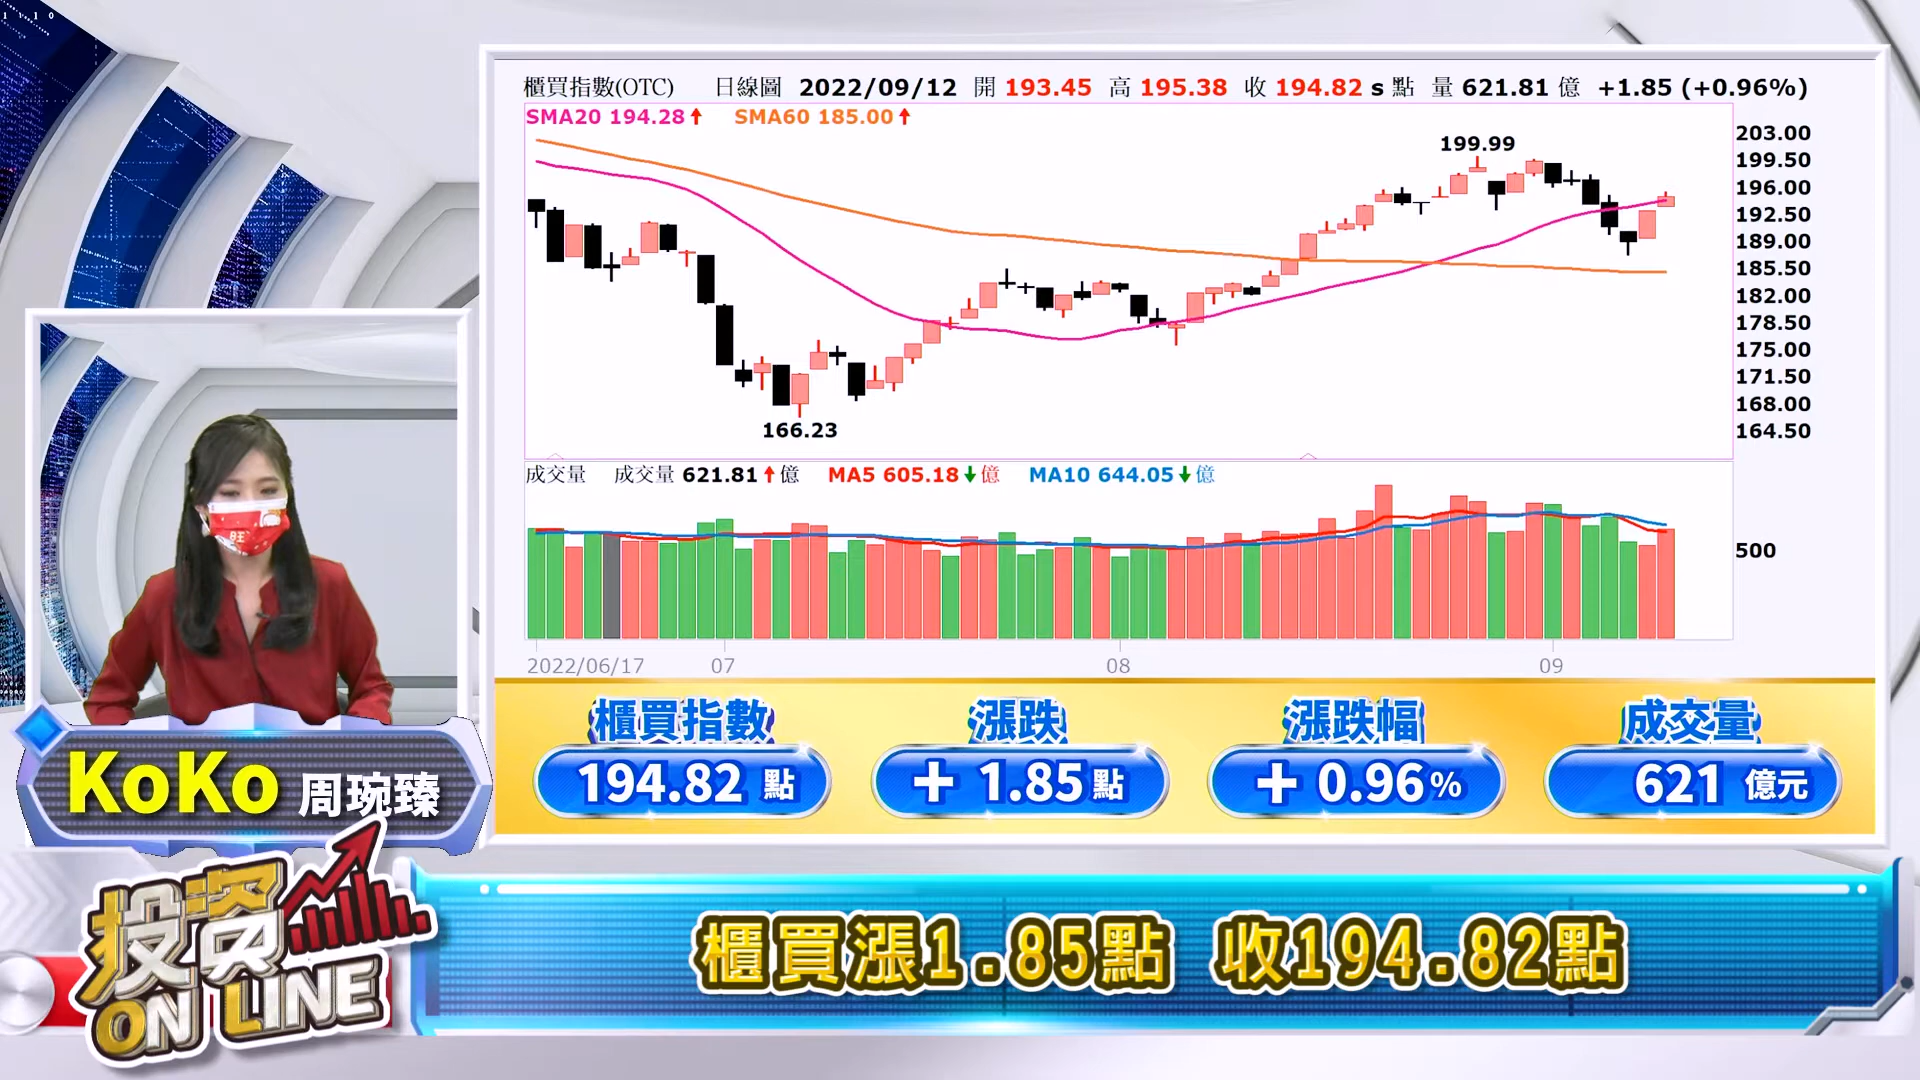 1110
櫃買指數(OTC) 日線圖 2022/09/12 開 193.45 高 195.38 收 194.82 s 點 量 621.81 億 +1.85 (+0.96%)
SMA20 194.28↑ SMA60 185.00↑
203.00
199.99
199.50
196.00
192.50
189.00
185.50
182.00
178.50
175.00
171.50
168.00
166.23
164.50
成交量 成交量 621.81↑億 MA5 605.18↓億 MA10 644.05↓億
500
2022/06/17 07 08 09
旺
櫃買指數 漲跌 漲跌幅 成交量
194.82 點 + 1.85 點 + 0.96 % 621 億元
KoKo 周琬臻
投資
ON LINE
櫃買漲1.85點 收194.82點